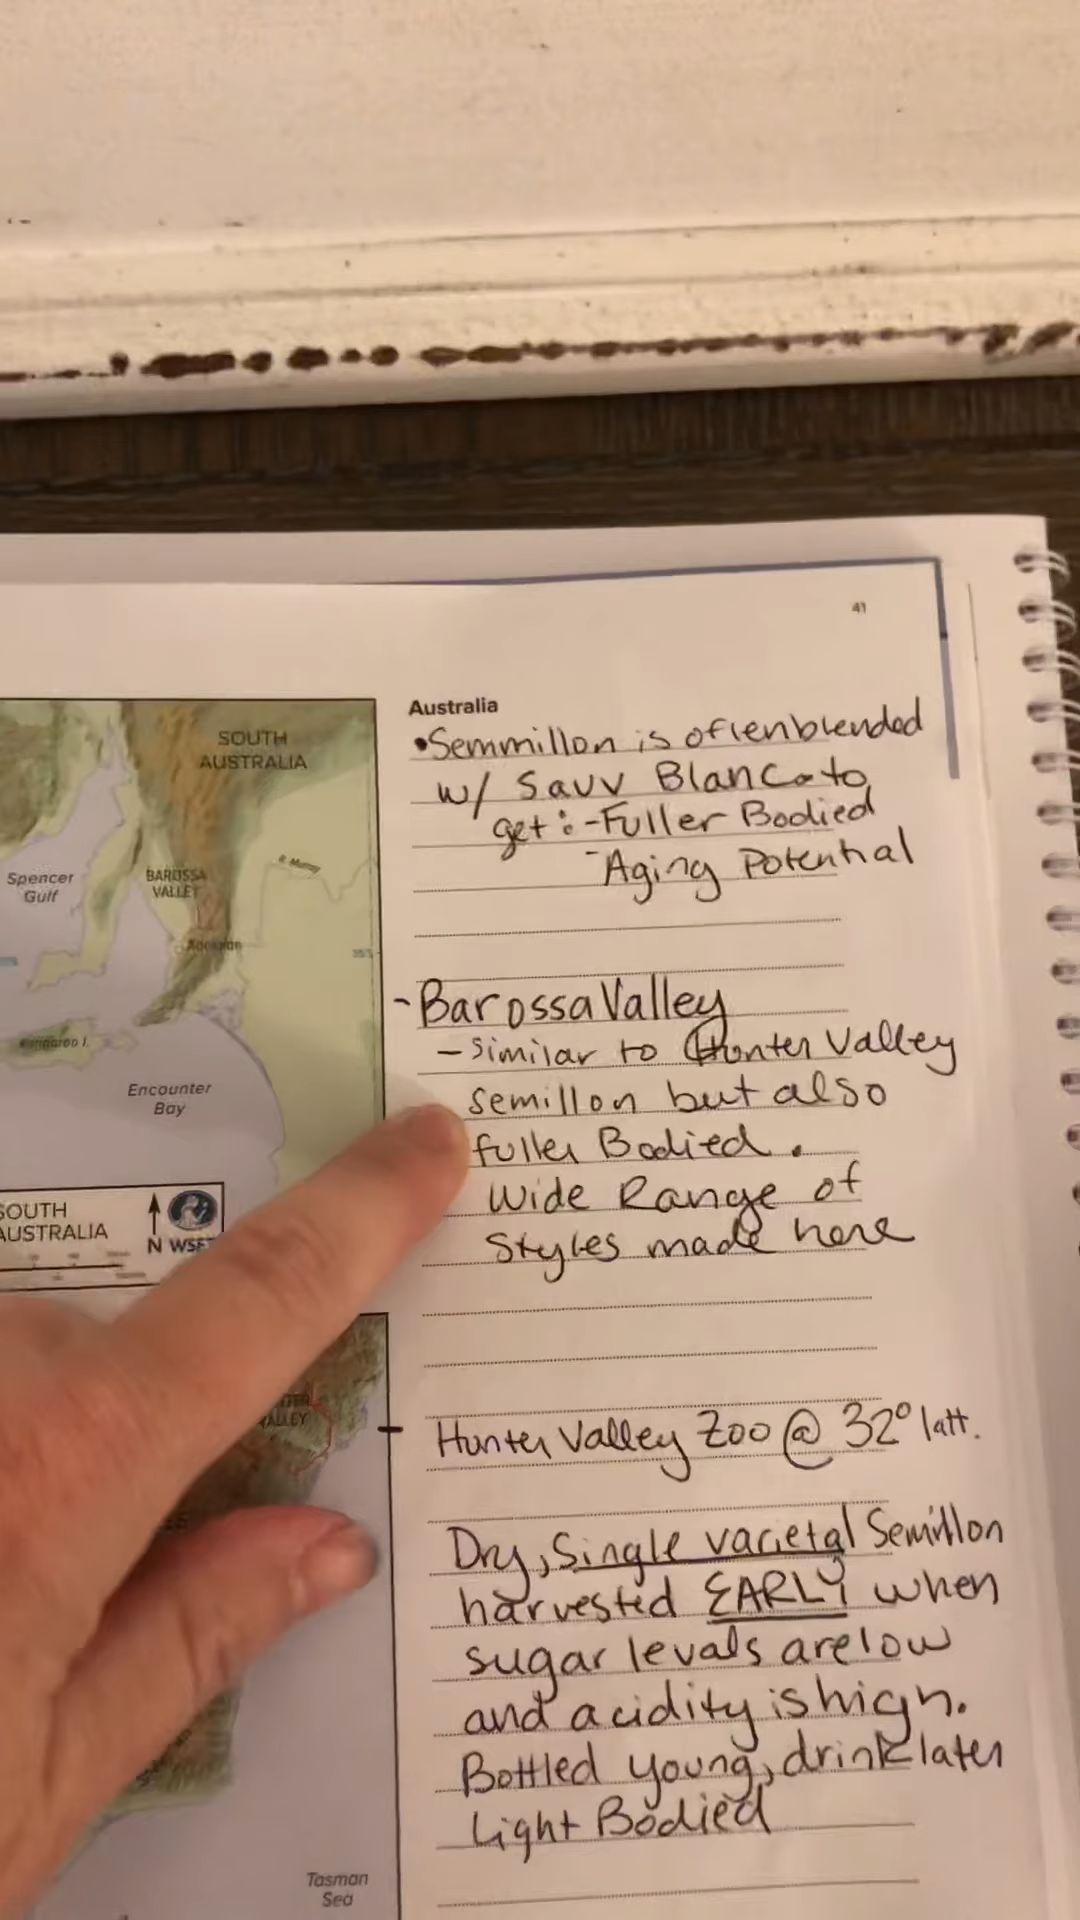 41
SOUTH
AUSTRALIA
Spencer
Gulf
BAROSSA
VALLEY
R. Murray
Adelaide
35°S
Kangaroo I.
Encounter
Bay
SOUTH
AUSTRALIA
N WSET
VALLEY
Tasman
Sea
Australia
•Semmillon is oftenblended
w/ Sauv Blanc to
get: -Fuller Bodied
-Aging Potential
-Barossa Valley
-similar to Hunter Valley
semillon but also
fuller Bodied.
Wide Range of
Styles made here
Hunter Valley Zoo @ 32° latt.
Dry, Single varietal Semillon
harvested EARLY when
sugar levals are low
and acidity is high.
Bottled young, drink later
Light Bodied